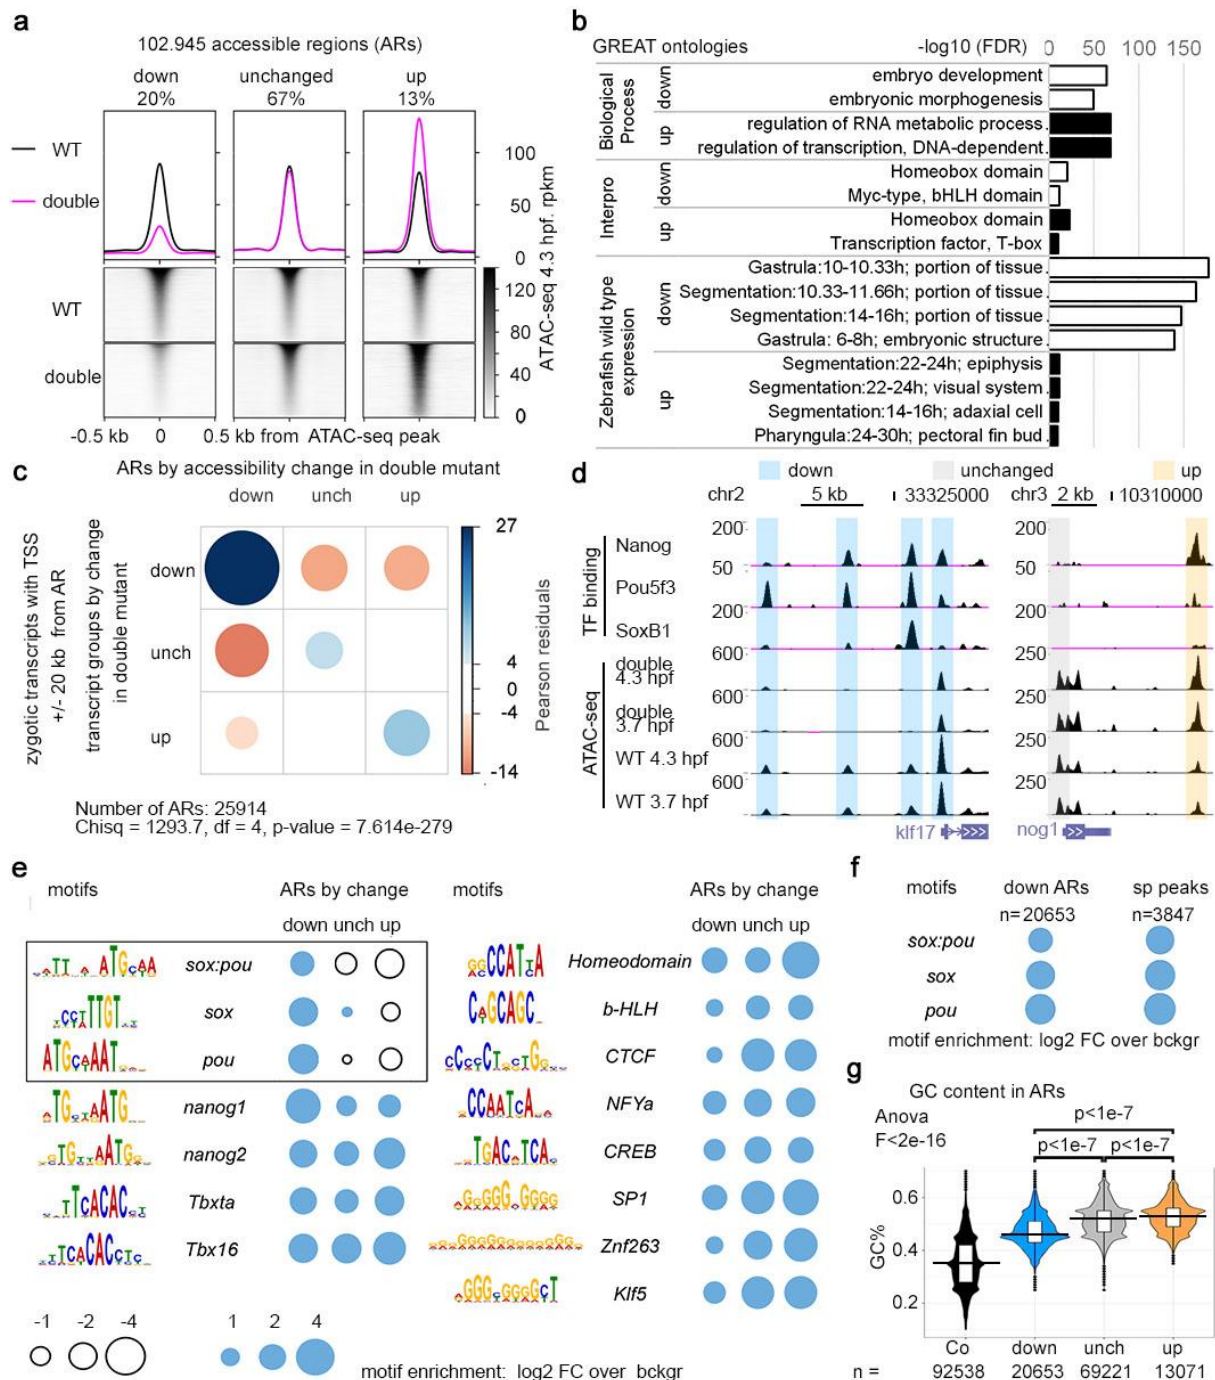 a
102.945 accessible regions (ARs)
down unchanged up
20% 67% 13%
WT
double
100
50
0
WT
double
120
80
40
0
ATAC-seq 4.3 hpf. rpkm
-0.5 kb 0 0.5 kb from ATAC-seq peak
b
GREAT ontologies -log10 (FDR) 0 50 100 150
Biological Process
down
embryo development
embryonic morphogenesis
up
regulation of RNA metabolic process
regulation of transcription, DNA-dependent
Interpro
down
Homeobox domain
Myc-type, bHLH domain
up
Homeobox domain
Transcription factor, T-box
Zebrafish wild type expression
down
Gastrula:10-10.33h; portion of tissue
Segmentation:10.33-11.66h; portion of tissue
Segmentation:14-16h; portion of tissue
Gastrula: 6-8h; embryonic structure
up
Segmentation:22-24h; epiphysis
Segmentation:22-24h; visual system
Segmentation:14-16h; adaxial cell
Pharyngula:24-30h; pectoral fin bud
c
ARs by accessibility change in double mutant
down unch up
zygotic transcripts with TSS
+/- 20 kb from AR
transcript groups by change
in double mutant
down
unch
up
27
4
0
-4
-14
Pearson residuals
Number of ARs: 25914
Chisq = 1293.7, df = 4, p-value = 7.614e-279
d
down unchanged up
chr2 5 kb 33325000 chr3 2 kb 10310000
TF binding
200 Nanog 200
50 Pou5f3 50
200 SoxB1 200
ATAC-seq
600 double 4.3 hpf 250
600 double 3.7 hpf 250
600 WT 4.3 hpf 250
600 WT 3.7 hpf 250
klf17 nog1
e
motifs ARs by change motifs ARs by change
down unch up down unch up
sox:pou
sox
pou
nanog1
nanog2
Tbxta
Tbx16
Homeodomain
b-HLH
CTCF
NFYa
CREB
SP1
Znf263
Klf5
-1 -2 -4 1 2 4
motif enrichment: log2 FC over bckgr
f
motifs down ARs sp peaks
n=20653 n=3847
sox:pou
sox
pou
motif enrichment: log2 FC over bckgr
g
GC content in ARs
Anova
F<2e-16
p<1e-7
p<1e-7 p<1e-7
GC%
0.6
0.4
0.2
Co down unch up
n = 92538 20653 69221 13071